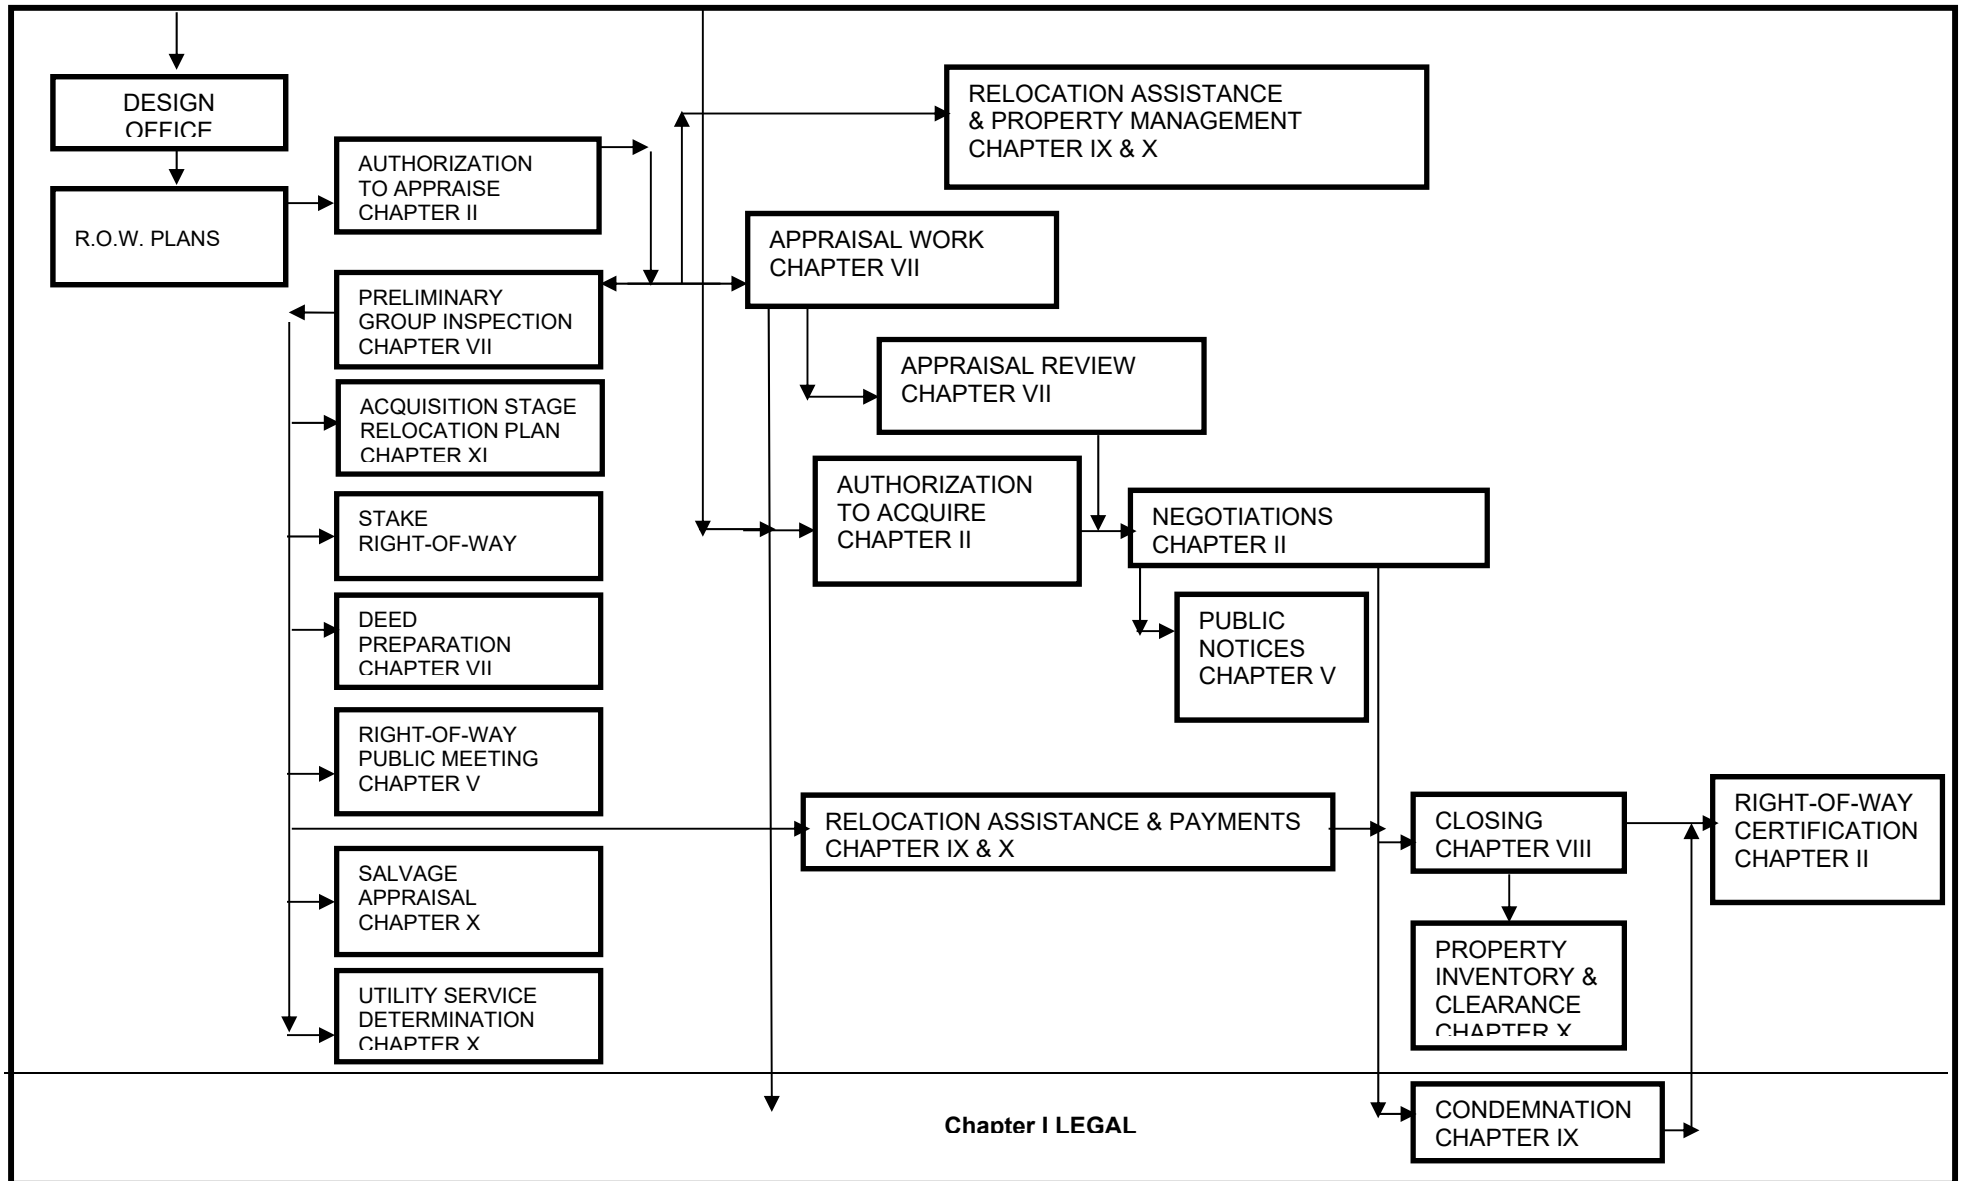 DESIGN
OFFICE
R.O.W. PLANS
AUTHORIZATION
TO APPRAISE
CHAPTER II
PRELIMINARY
GROUP INSPECTION
CHAPTER VII
ACQUISITION STAGE
RELOCATION PLAN
CHAPTER XI
STAKE
RIGHT-OF-WAY
DEED
PREPARATION
CHAPTER VII
RIGHT-OF-WAY
PUBLIC MEETING
CHAPTER V
SALVAGE
APPRAISAL
CHAPTER X
UTILITY SERVICE
DETERMINATION
CHAPTER X
RELOCATION ASSISTANCE
& PROPERTY MANAGEMENT
CHAPTER IX & X
APPRAISAL WORK
CHAPTER VII
APPRAISAL REVIEW
CHAPTER VII
AUTHORIZATION
TO ACQUIRE
CHAPTER II
NEGOTIATIONS
CHAPTER II
PUBLIC
NOTICES
CHAPTER V
RELOCATION ASSISTANCE & PAYMENTS
CHAPTER IX & X
CLOSING
CHAPTER VIII
RIGHT-OF-WAY
CERTIFICATION
CHAPTER II
PROPERTY
INVENTORY &
CLEARANCE
CHAPTER X
CONDEMNATION
CHAPTER IX
Chapter I LEGAL